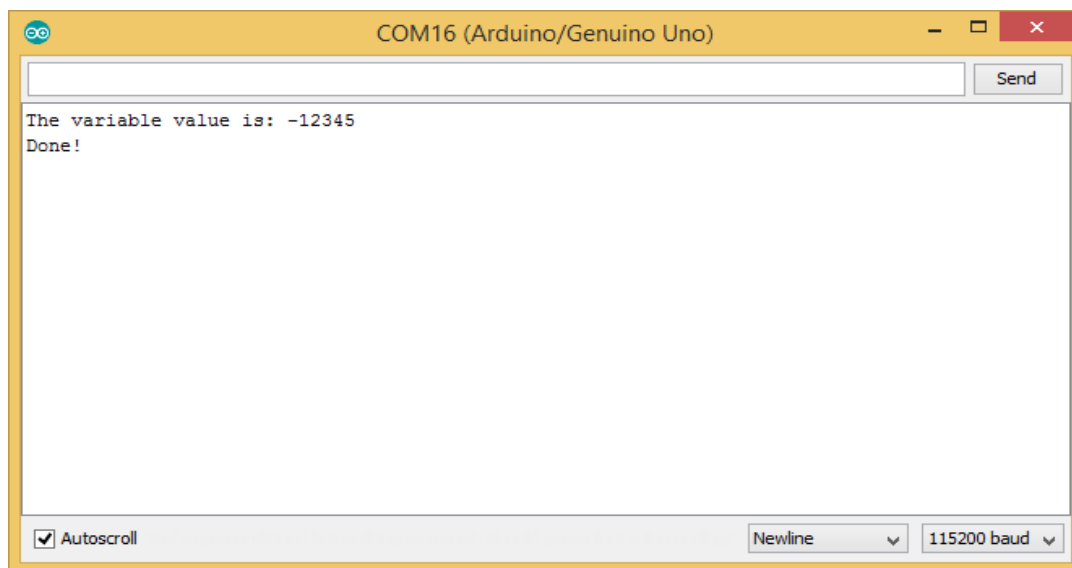 COM16 (Arduino/Genuino Uno)
Send
The variable value is: -12345
Done!
Autoscroll
Newline
115200 baud